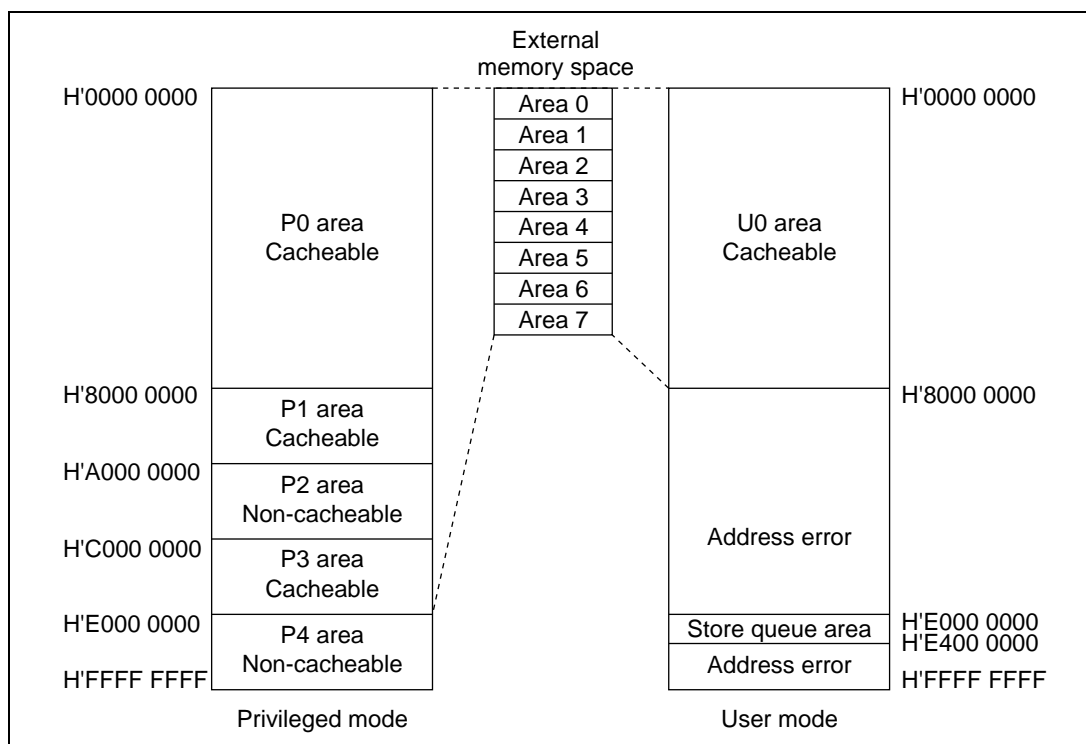 External
memory space
H'0000 0000
P0 area
Cacheable
H'8000 0000
P1 area
Cacheable
H'A000 0000
P2 area
Non-cacheable
H'C000 0000
P3 area
Cacheable
H'E000 0000
P4 area
Non-cacheable
H'FFFF FFFF
Privileged mode
Area 0
Area 1
Area 2
Area 3
Area 4
Area 5
Area 6
Area 7
H'0000 0000
U0 area
Cacheable
H'8000 0000
Address error
Store queue area
H'E000 0000
H'E400 0000
Address error
H'FFFF FFFF
User mode